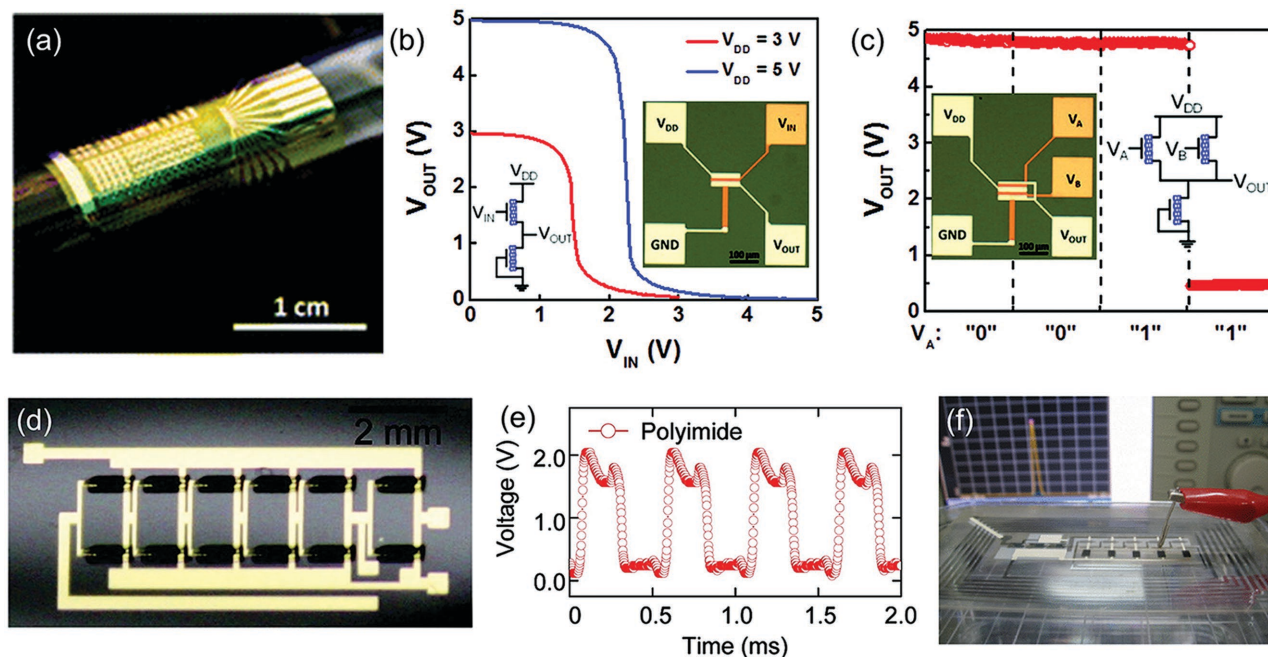 (a)
1 cm
(b)
V_OUT (V)
5
4
3
2
1
0
V_DD = 3 V
V_DD = 5 V
V_DD
V_IN
V_OUT
V_DD
V_IN
GND
V_OUT
100 µm
0 1 2 3 4 5
V_IN (V)
(c)
V_OUT (V)
5
4
3
2
1
0
V_DD
V_A
V_B
GND
V_OUT
100 µm
V_DD
V_A
V_B
V_OUT
V_A: "0" "0" "1" "1"
(d)
2 mm
(e)
Polyimide
Voltage (V)
2.0
1.0
0.0
0 0.5 1.0 1.5 2.0
Time (ms)
(f)